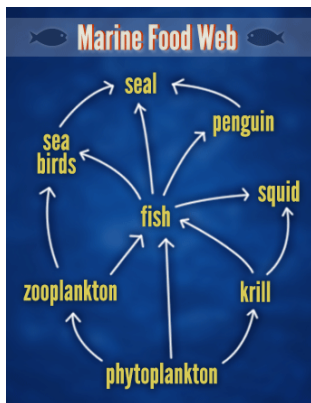 Marine Food Web
seal
penguin
sea
birds
squid
fish
zooplankton
krill
phytoplankton